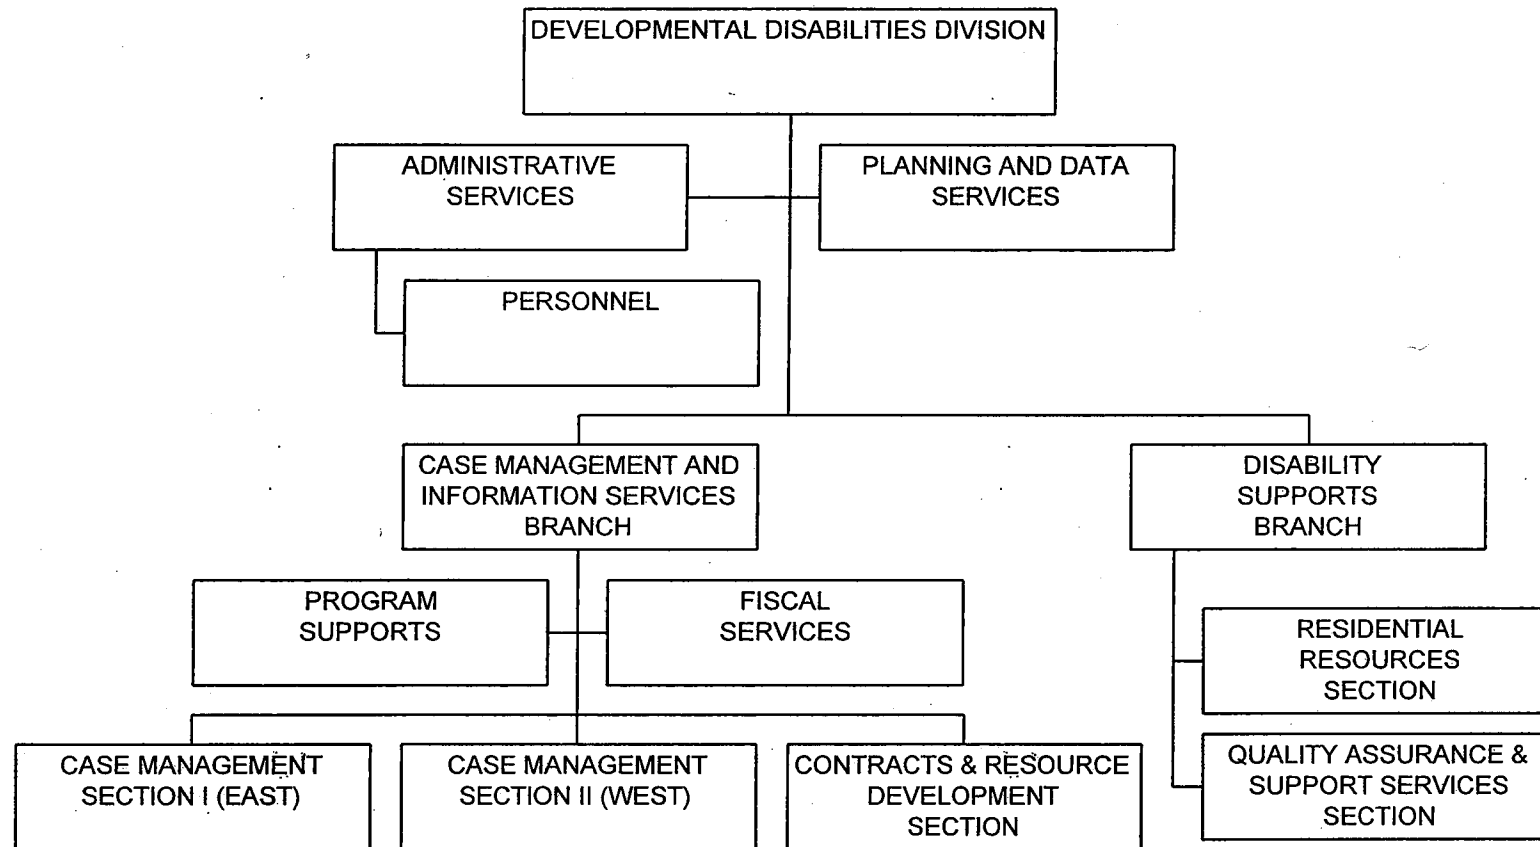 DEVELOPMENTAL DISABILITIES DIVISION
ADMINISTRATIVE
SERVICES
PLANNING AND DATA
SERVICES
PERSONNEL
CASE MANAGEMENT AND
INFORMATION SERVICES
BRANCH
DISABILITY
SUPPORTS
BRANCH
PROGRAM
SUPPORTS
FISCAL
SERVICES
RESIDENTIAL
RESOURCES
SECTION
CASE MANAGEMENT
SECTION I (EAST)
CASE MANAGEMENT
SECTION II (WEST)
CONTRACTS & RESOURCE
DEVELOPMENT
SECTION
QUALITY ASSURANCE &
SUPPORT SERVICES
SECTION